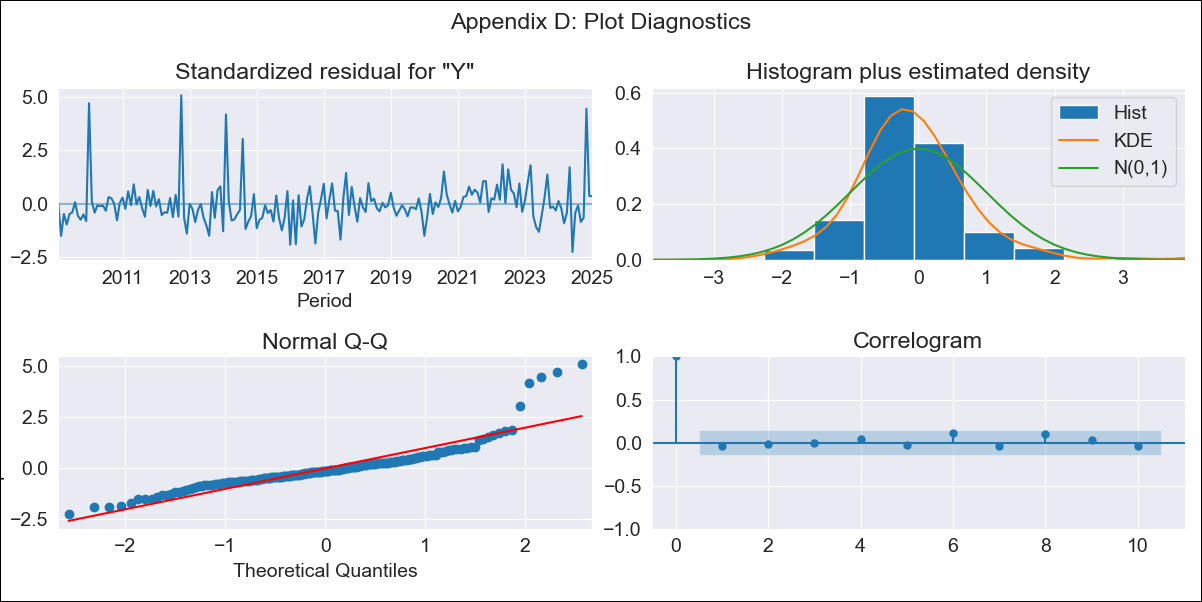 Appendix D: Plot Diagnostics
Standardized residual for "Y"
5.0
2.5
0.0
−2.5
2011 2013 2015 2017 2019 2021 2023 2025
Period
Histogram plus estimated density
0.6
0.4
0.2
0.0
Hist
KDE
N(0,1)
−3 −2 −1 0 1 2 3
Normal Q-Q
5.0
2.5
0.0
−2.5
−2 −1 0 1 2
Theoretical Quantiles
Correlogram
1.0
0.5
0.0
−0.5
−1.0
0 2 4 6 8 10